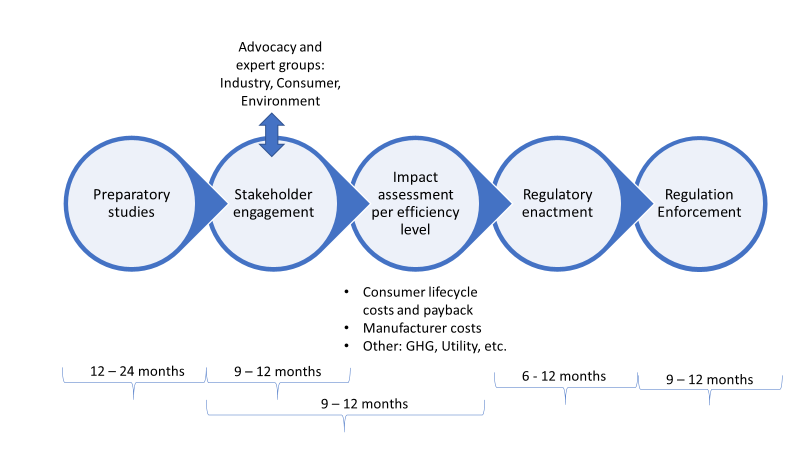 Advocacy and
expert groups:
Industry, Consumer,
Environment
Preparatory
studies
Stakeholder
engagement
Impact
assessment
per efficiency
level
Regulatory
enactment
Regulation
Enforcement
• Consumer lifecycle
costs and payback
• Manufacturer costs
• Other: GHG, Utility, etc.
12 – 24 months
9 – 12 months
6 - 12 months
9 – 12 months
9 – 12 months